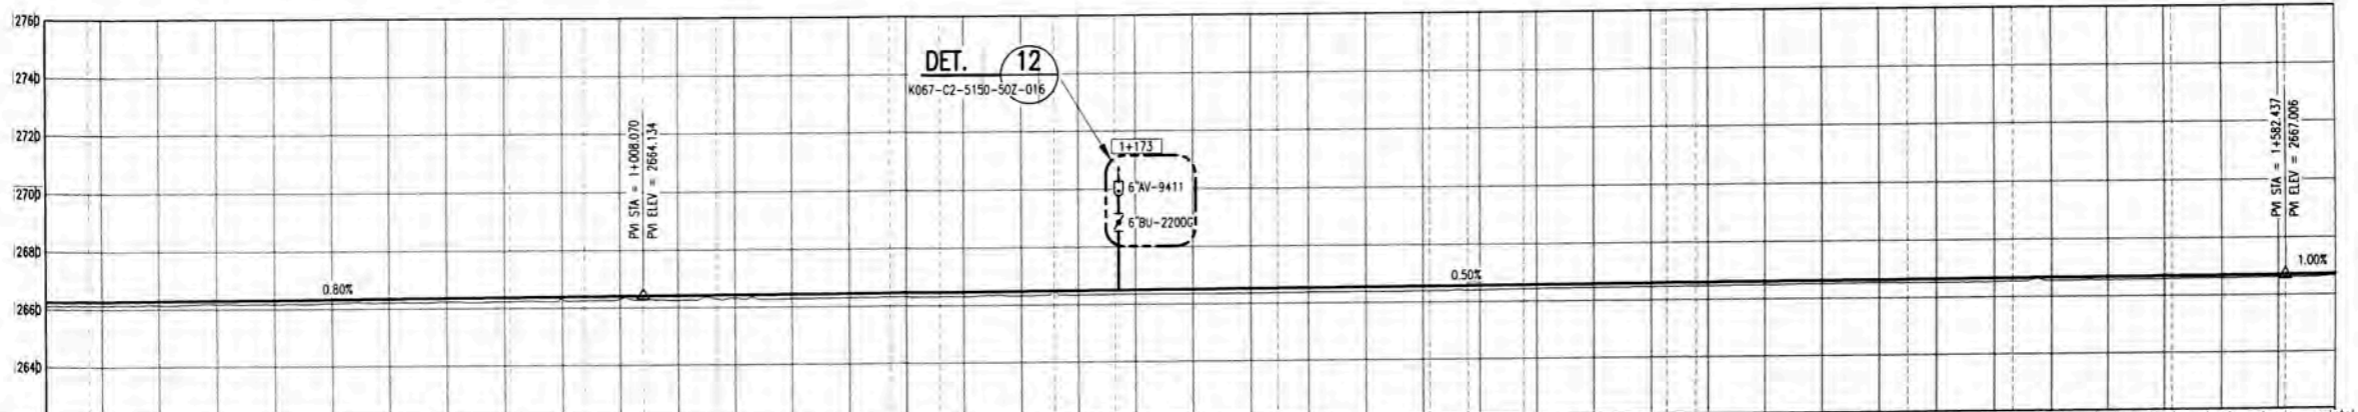 2760
2740
2720
2700
2680
2660
2640
DET. 12
K067-C2-5150-50Z-016
PVI STA = 1+008.070
PVI ELEV = 2664.134
1+173
6"AV-9411
6"BU-2200G
PVI STA = 1+582.437
PVI ELEV = 2667.006
0.80%
0.50%
1.00%